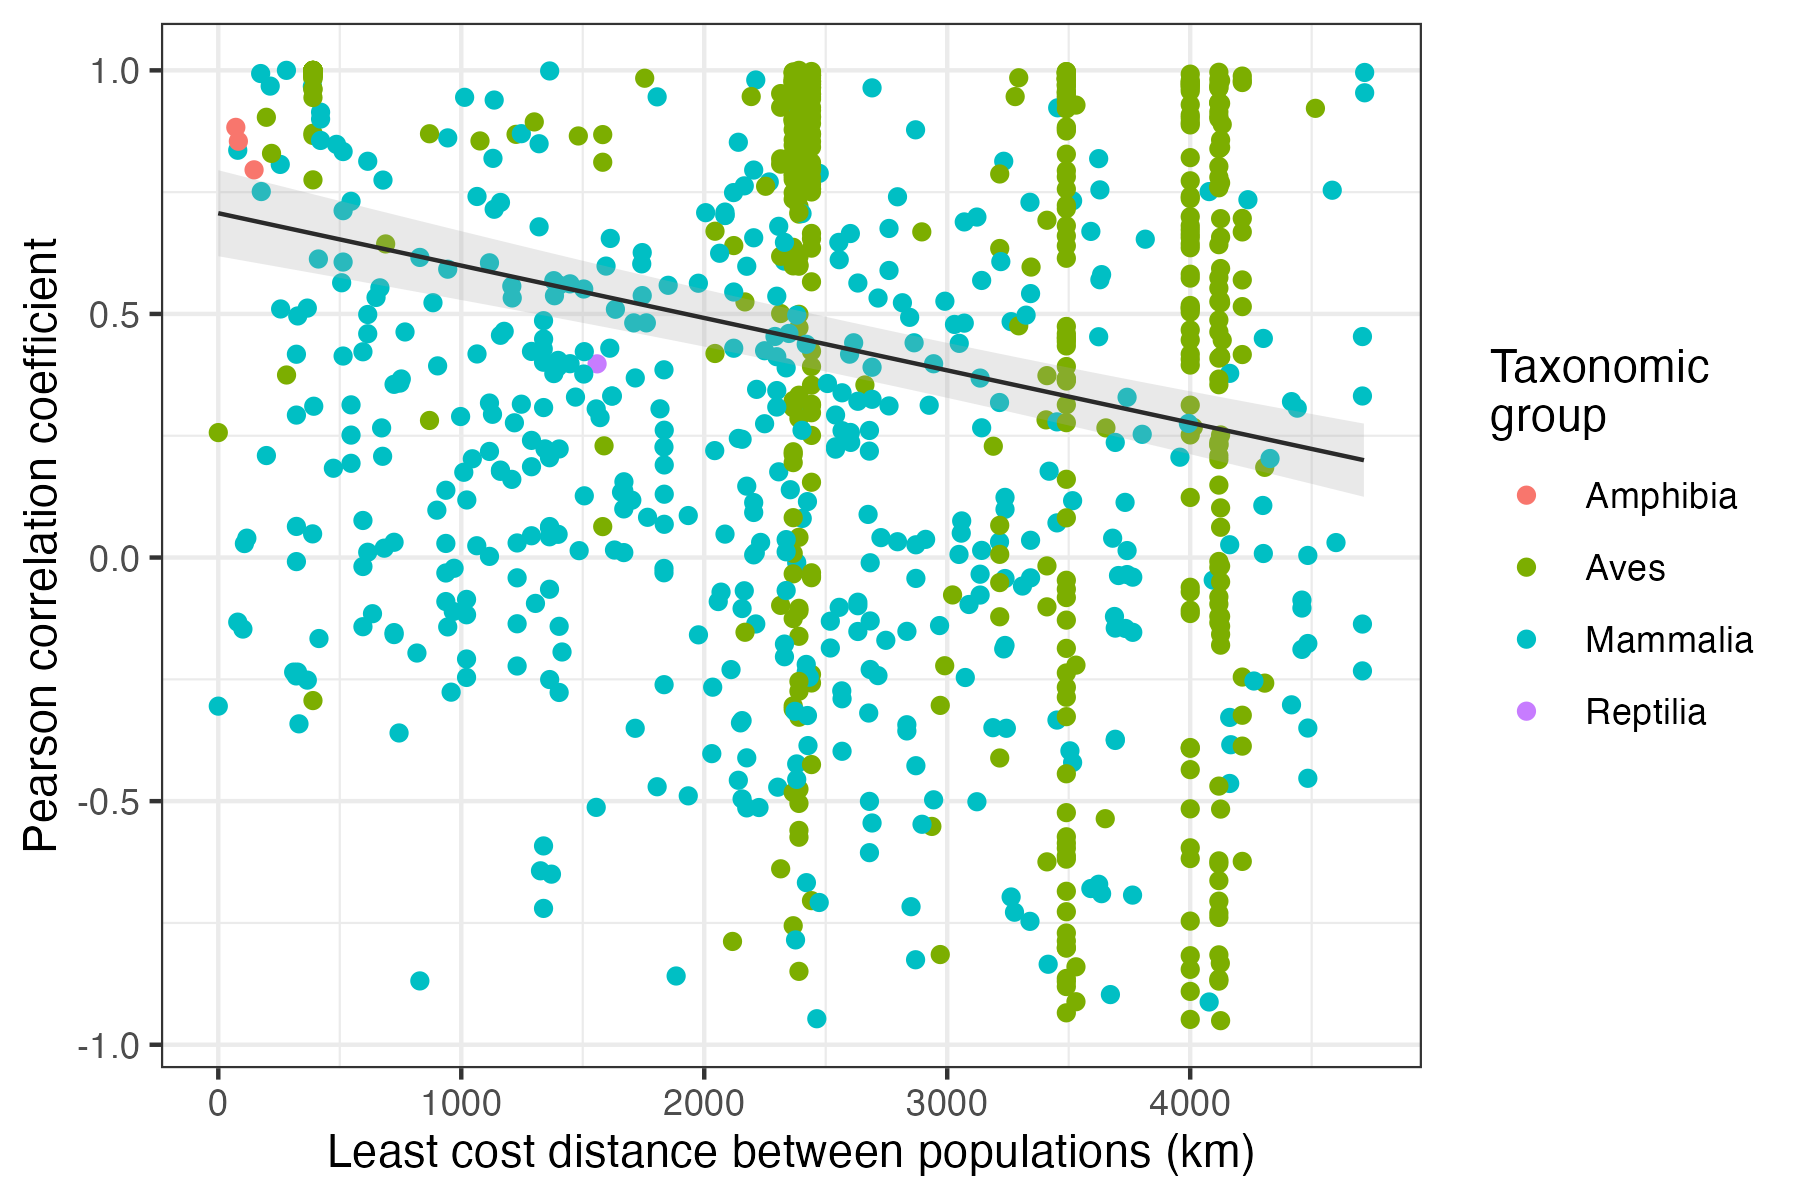 Pearson correlation coefficient
1.0
0.5
0.0
-0.5
-1.0
0
1000
2000
3000
4000
Least cost distance between populations (km)
Taxonomic
group
Amphibia
Aves
Mammalia
Reptilia